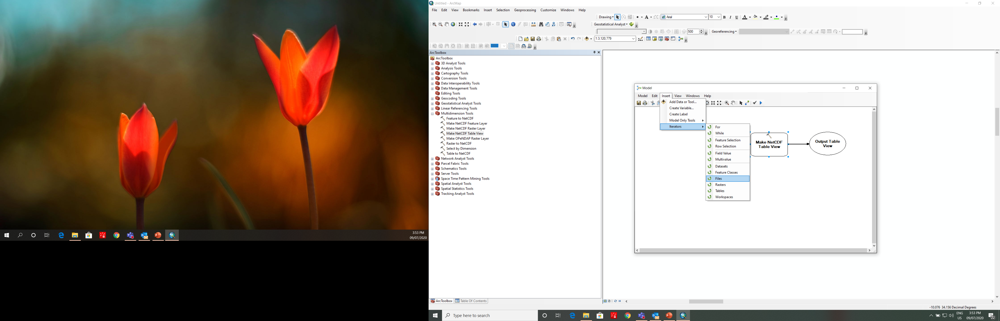 3:53 PM
09/07/2020
Untitled - ArcMap
File Edit View Bookmarks Insert Selection Geoprocessing Customize Windows Help
Drawing Arial 10 B I U
Geostatistical Analyst
500 Georeferencing
1:3,120,779
ArcToolbox
ArcToolbox
3D Analyst Tools
Analysis Tools
Cartography Tools
Conversion Tools
Data Interoperability Tools
Data Management Tools
Editing Tools
Geocoding Tools
Geostatistical Analyst Tools
Linear Referencing Tools
Multidimension Tools
Feature to NetCDF
Make NetCDF Feature Layer
Make NetCDF Raster Layer
Make NetCDF Table View
Make OPeNDAP Raster Layer
Raster to NetCDF
Select by Dimension
Table to NetCDF
Network Analyst Tools
Parcel Fabric Tools
Schematics Tools
Server Tools
Space Time Pattern Mining Tools
Spatial Analyst Tools
Spatial Statistics Tools
Tracking Analyst Tools
ArcToolbox Table Of Contents
Model
Model Edit Insert View Windows Help
Add Data or Tool...
Create Variable...
Create Label
Model Only Tools
Iterators
For
While
Feature Selection
Row Selection
Field Value
Multivalue
Datasets
Feature Classes
Files
Rasters
Tables
Workspaces
Make NetCDF
Table View
Output Table
View
-10.076 34.156 Decimal Degrees
Type here to search
ENG
US
3:53 PM
09/07/2020
22